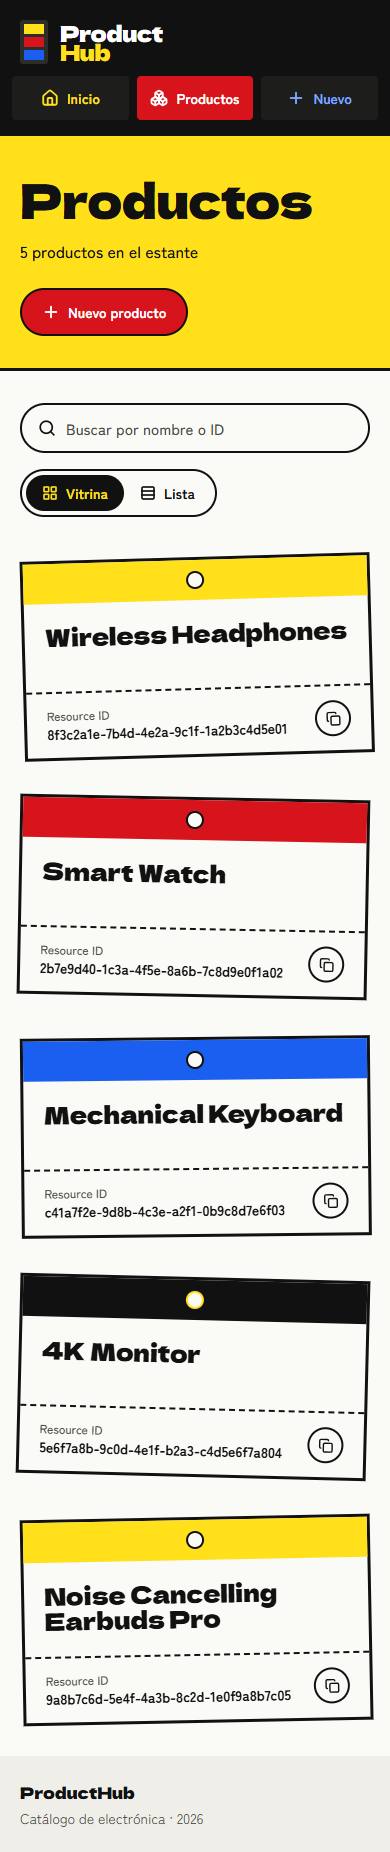 Product
Hub
Inicio
Productos
Nuevo
Productos
5 productos en el estante
Nuevo producto
Buscar por nombre o ID
Vitrina
Lista
Wireless Headphones
Resource ID
8f3c2a1e-7b4d-4e2a-9c1f-1a2b3c4d5e01
Smart Watch
Resource ID
2b7e9d40-1c3a-4f5e-8a6b-7c8d9e0f1a02
Mechanical Keyboard
Resource ID
c41a7f2e-9d8b-4c3e-a2f1-0b9c8d7e6f03
4K Monitor
Resource ID
5e6f7a8b-9c0d-4e1f-b2a3-c4d5e6f7a804
Noise Cancelling
Earbuds Pro
Resource ID
9a8b7c6d-5e4f-4a3b-8c2d-1e0f9a8b7c05
ProductHub
Catálogo de electrónica · 2026